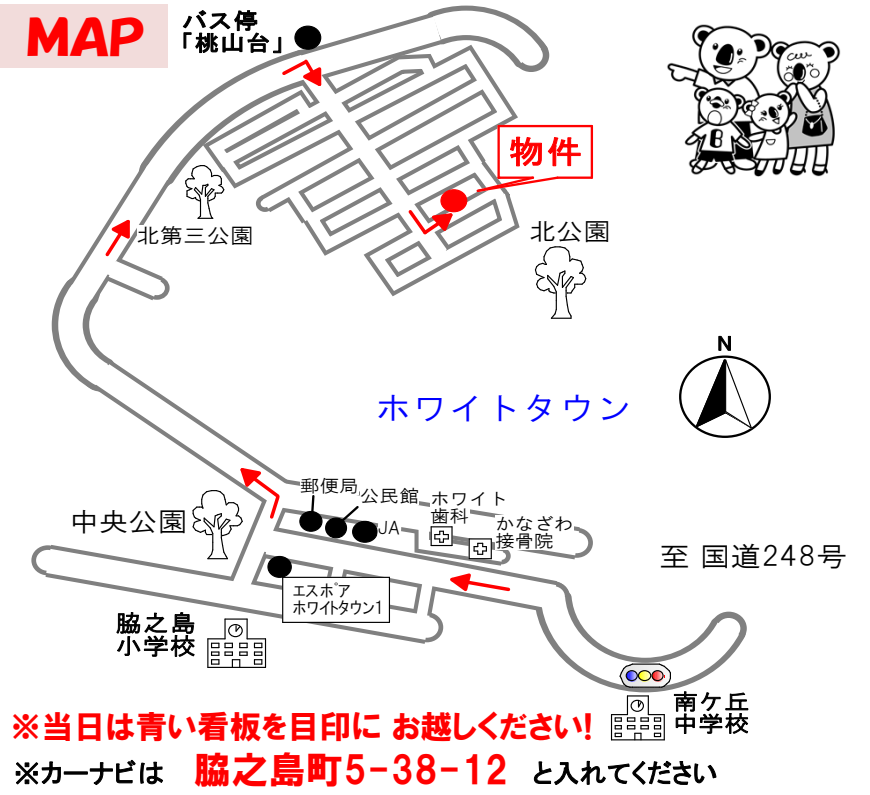 MAP
バス停
「桃山台」
物件
北第三公園
北公園
N
B
ホワイトタウン
郵便局
公民館
ホワイト
歯科
JA
かなざわ
接骨院
中央公園
至 国道248号
エスポア
ホワイトタウン1
脇之島
小学校
南ケ丘
中学校
※当日は青い看板を目印に お越しください!
※カーナビは 脇之島町5-38-12 と入れてください